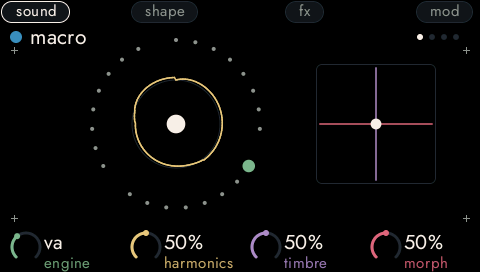 sound shape fx mod
macro
va 50% 50% 50%
engine harmonics timbre morph